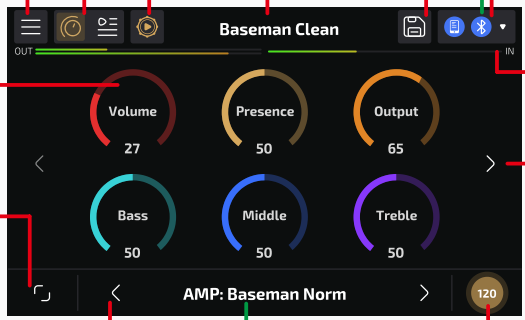 Baseman Clean
OUT IN
Volume Presence Output
27 50 65
Bass Middle Treble
50 50 50
AMP: Baseman Norm 120